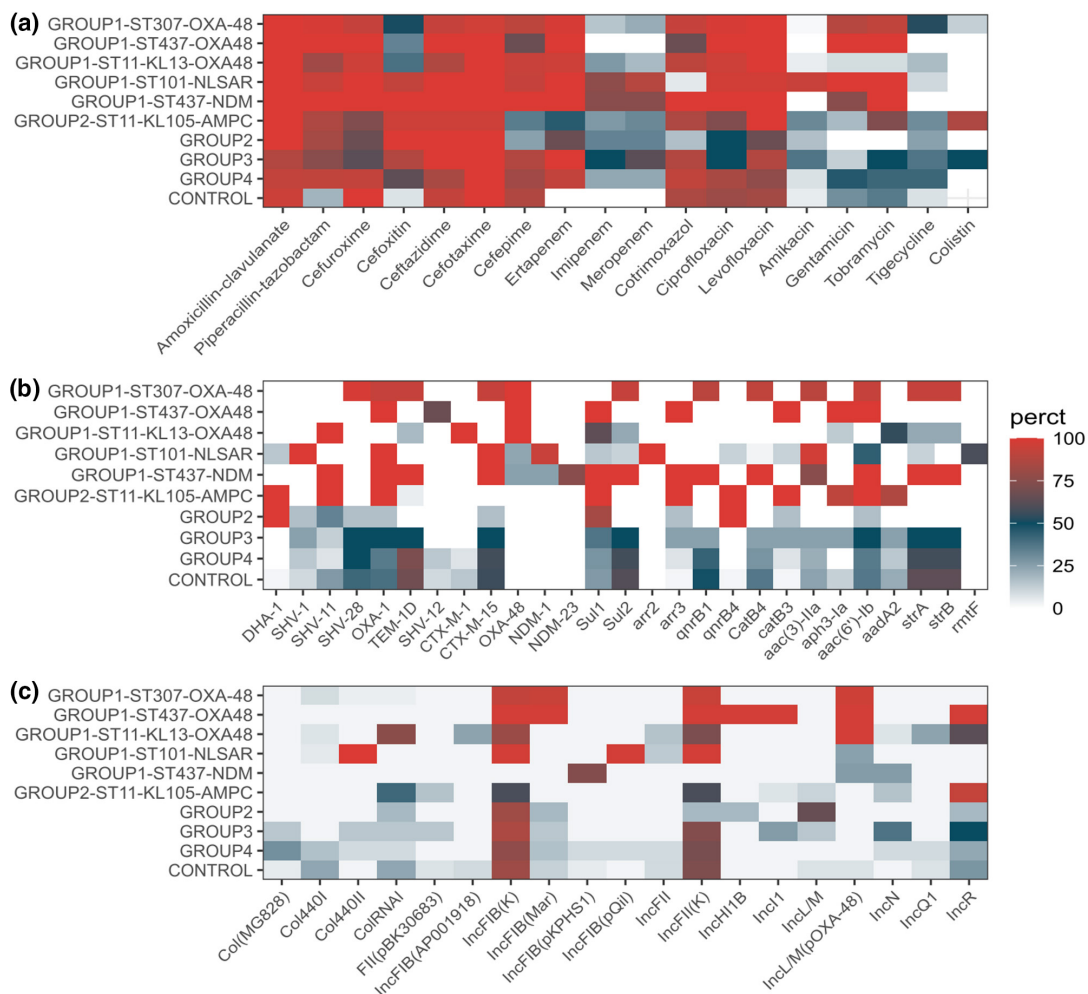 (a)
GROUP1-ST307-OXA-48
GROUP1-ST437-OXA48
GROUP1-ST11-KL13-OXA48
GROUP1-ST101-NLSAR
GROUP1-ST437-NDM
GROUP2-ST11-KL105-AMPC
GROUP2
GROUP3
GROUP4
CONTROL
Amoxicillin-clavulanate
Piperacillin-tazobactam
Cefuroxime
Cefoxitin
Ceftazidime
Cefotaxime
Cefepime
Ertapenem
Imipenem
Meropenem
Cotrimoxazol
Ciprofloxacin
Levofloxacin
Amikacin
Gentamicin
Tobramycin
Tigecycline
Colistin
(b)
GROUP1-ST307-OXA-48
GROUP1-ST437-OXA48
GROUP1-ST11-KL13-OXA48
GROUP1-ST101-NLSAR
GROUP1-ST437-NDM
GROUP2-ST11-KL105-AMPC
GROUP2
GROUP3
GROUP4
CONTROL
DHA-1
SHV-1
SHV-11
SHV-28
OXA-1
TEM-1D
SHV-12
CTX-M-1
CTX-M-15
OXA-48
NDM-1
NDM-23
Sul1
Sul2
arr2
arr3
qnrB1
qnrB4
CatB4
catB3
aac(3)-IIa
aph3-Ia
aac(6')-Ib
aadA2
strA
strB
rmtF
perct
100
75
50
25
0
(c)
GROUP1-ST307-OXA-48
GROUP1-ST437-OXA48
GROUP1-ST11-KL13-OXA48
GROUP1-ST101-NLSAR
GROUP1-ST437-NDM
GROUP2-ST11-KL105-AMPC
GROUP2
GROUP3
GROUP4
CONTROL
Col(MG828)
Col440I
Col440II
ColRNAI
FII(pBK30683)
IncFIB(AP001918)
IncFIB(K)
IncFIB(Mar)
IncFIB(pKPHS1)
IncFIB(pQil)
IncFII
IncFII(K)
IncHI1B
IncI1
IncL/M
IncL/M(pOXA-48)
IncN
IncQ1
IncR